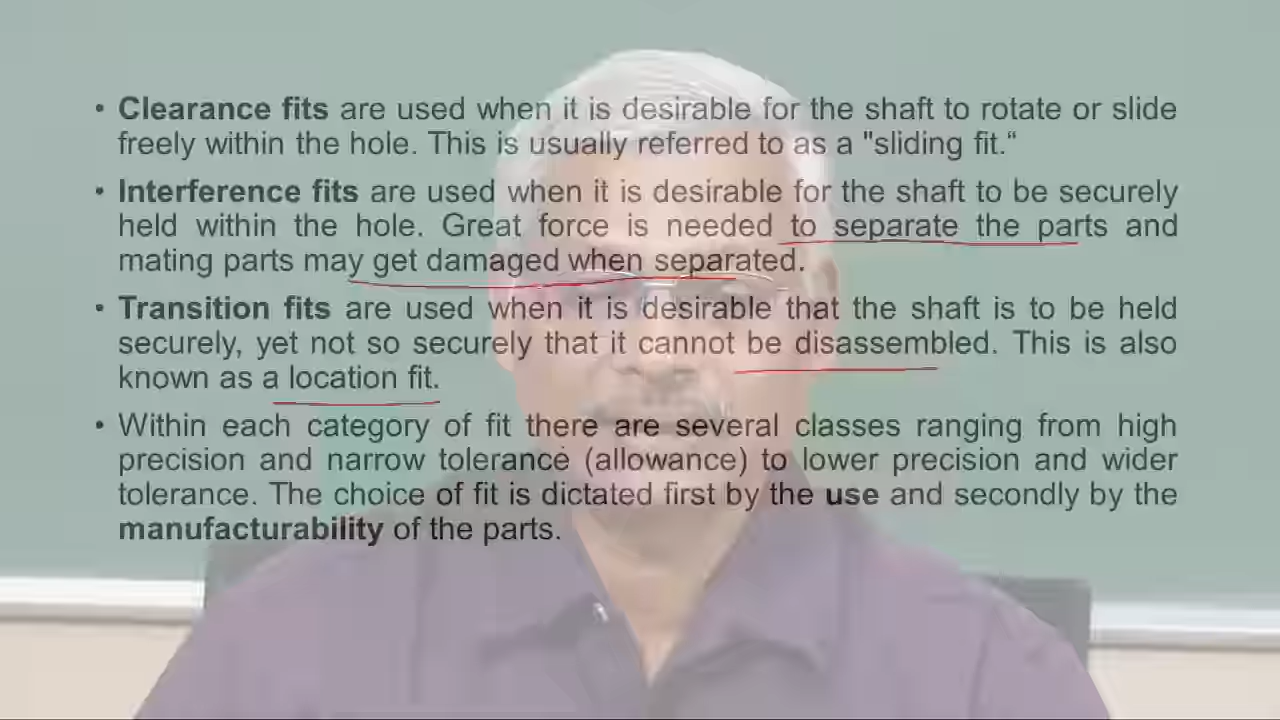 • Clearance fits are used when it is desirable for the shaft to rotate or slide
freely within the hole. This is usually referred to as a "sliding fit.“
• Interference fits are used when it is desirable for the shaft to be securely
held within the hole. Great force is needed to separate the parts and
mating parts may get damaged when separated.
• Transition fits are used when it is desirable that the shaft is to be held
securely, yet not so securely that it cannot be disassembled. This is also
known as a location fit.
• Within each category of fit there are several classes ranging from high
precision and narrow tolerance (allowance) to lower precision and wider
tolerance. The choice of fit is dictated first by the use and secondly by the
manufacturability of the parts.